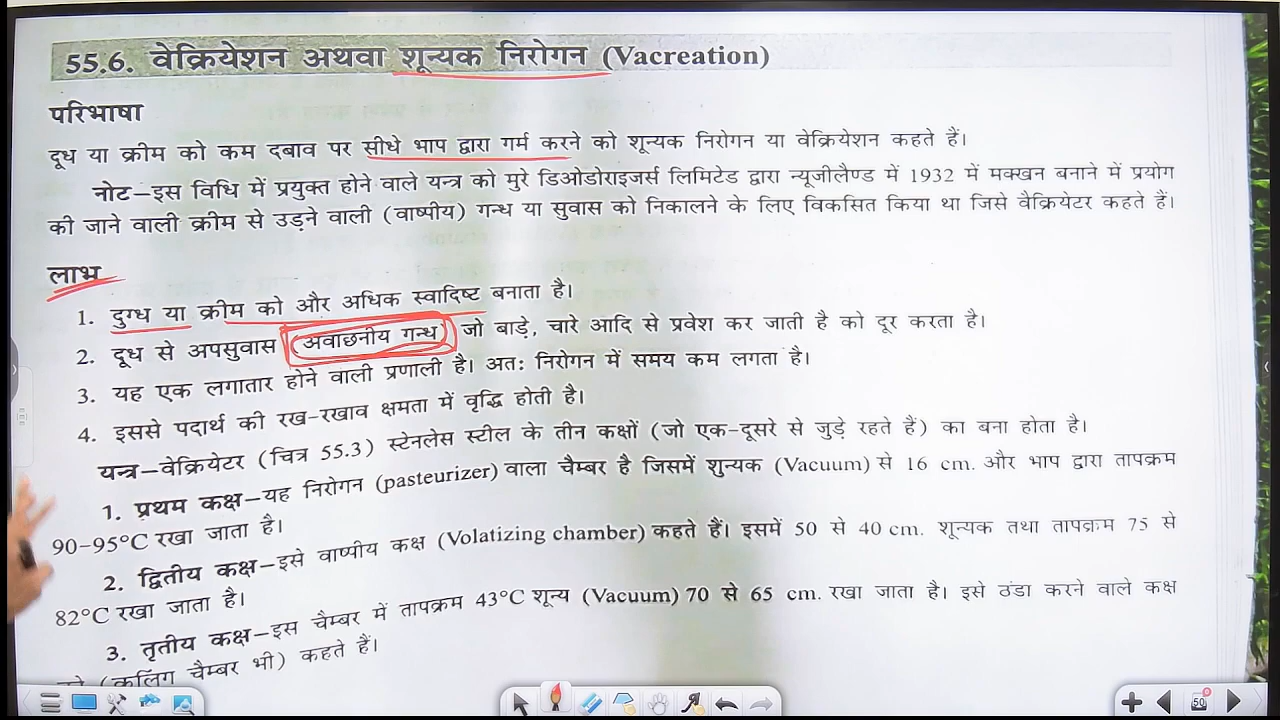 55.6. वेक्रियेशन अथवा शून्यक निरोगन (Vacreation)
परिभाषा
दूध या क्रीम को कम दबाव पर सीधे भाप द्वारा गर्म करने को शून्यक निरोगन या वेक्रियेशन कहते हैं।
नोट–इस विधि में प्रयुक्त होने वाले यन्त्र को मुरे डिओडोराइजर्स लिमिटेड द्वारा न्यूजीलैण्ड में 1932 में मक्खन बनाने में प्रयोग
की जाने वाली क्रीम से उड़ने वाली (वाष्पीय) गन्ध या सुवास को निकालने के लिए विकसित किया था जिसे वैक्रियेटर कहते हैं।
लाभ
1. दुग्ध या क्रीम को और अधिक स्वादिष्ट बनाता है।
2. दूध से अपसुवास (अवाछनीय गन्ध) जो बाड़े, चारे आदि से प्रवेश कर जाती है को दूर करता है।
3. यह एक लगातार होने वाली प्रणाली है। अतः निरोगन में समय कम लगता है।
4. इससे पदार्थ की रख-रखाव क्षमता में वृद्धि होती है।
यन्त्र–वेक्रियेटर (चित्र 55.3) स्टेनलेस स्टील के तीन कक्षों (जो एक-दूसरे से जुड़े रहते हैं) का बना होता है।
1. प्रथम कक्ष–यह निरोगन (pasteurizer) वाला चैम्बर है जिसमें शुन्यक (Vacuum) से 16 cm. और भाप द्वारा तापक्रम
90-95°C रखा जाता है।
2. द्वितीय कक्ष–इसे वाष्पीय कक्ष (Volatizing chamber) कहते हैं। इसमें 50 से 40 cm. शून्यक तथा तापक्रम 75 से
82°C रखा जाता है।
3. तृतीय कक्ष–इस चैम्बर में तापक्रम 43°C शून्य (Vacuum) 70 से 65 cm. रखा जाता है। इसे ठंडा करने वाले कक्ष
(कूलिंग चैम्बर भी) कहते हैं।
50